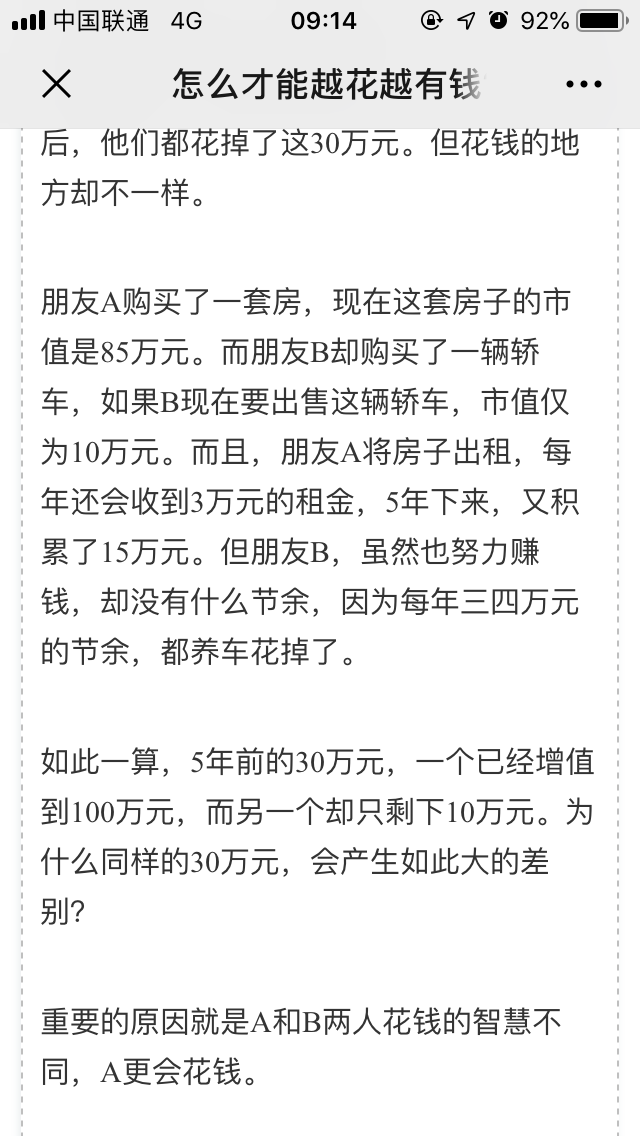 中国联通 4G 09:14 92%
怎么才能越花越有钱
后，他们都花掉了这30万元。但花钱的地
方却不一样。
朋友A购买了一套房，现在这套房子的市
值是85万元。而朋友B却购买了一辆轿
车，如果B现在要出售这辆轿车，市值仅
为10万元。而且，朋友A将房子出租，每
年还会收到3万元的租金，5年下来，又积
累了15万元。但朋友B，虽然也努力赚
钱，却没有什么节余，因为每年三四万元
的节余，都养车花掉了。
如此一算，5年前的30万元，一个已经增值
到100万元，而另一个却只剩下10万元。为
什么同样的30万元，会产生如此大的差
别？
重要的原因就是A和B两人花钱的智慧不
同，A更会花钱。